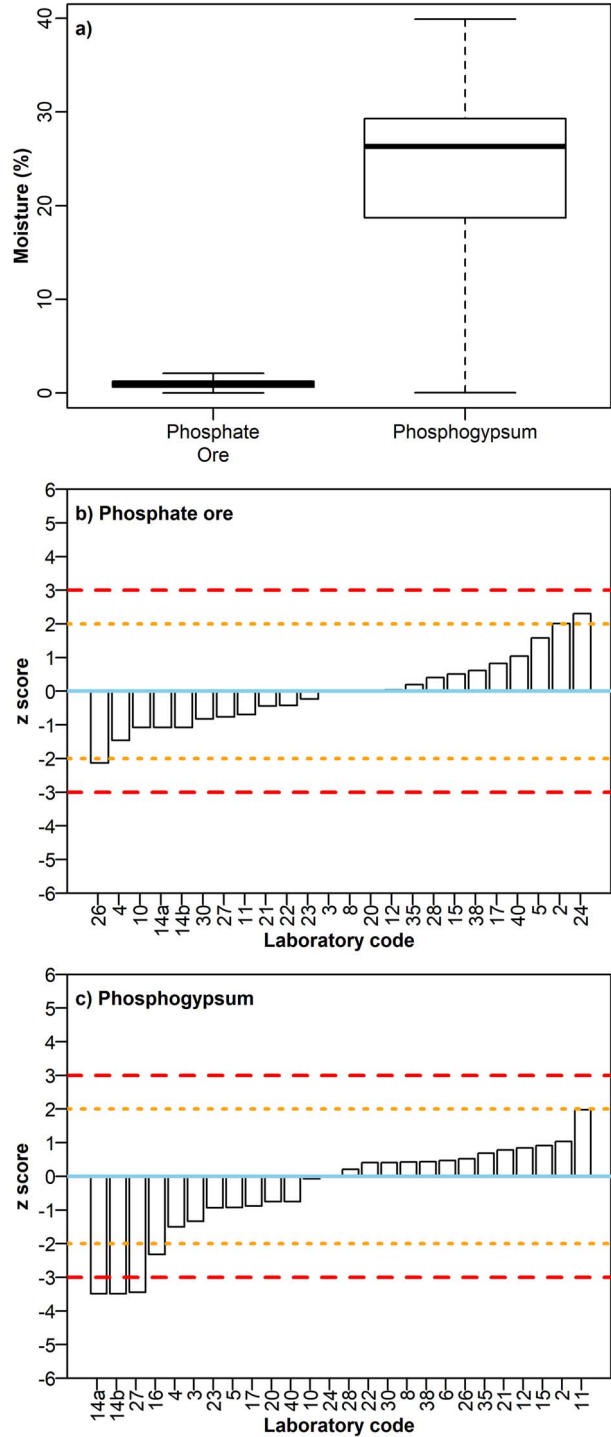 a)
Moisture (%)
40
30
20
10
0
Phosphate
Ore
Phosphogypsum
b) Phosphate ore
z score
6
5
4
3
2
1
0
-1
-2
-3
-4
-5
-6
26 4 10 14a 14b 30 27 11 21 22 23 3 8 20 12 35 28 15 38 17 40 5 2 24
Laboratory code
c) Phosphogypsum
z score
6
5
4
3
2
1
0
-1
-2
-3
-4
-5
-6
14a 14b 27 16 4 3 23 5 17 20 40 10 24 28 22 30 8 38 6 26 35 21 12 15 2 11
Laboratory code